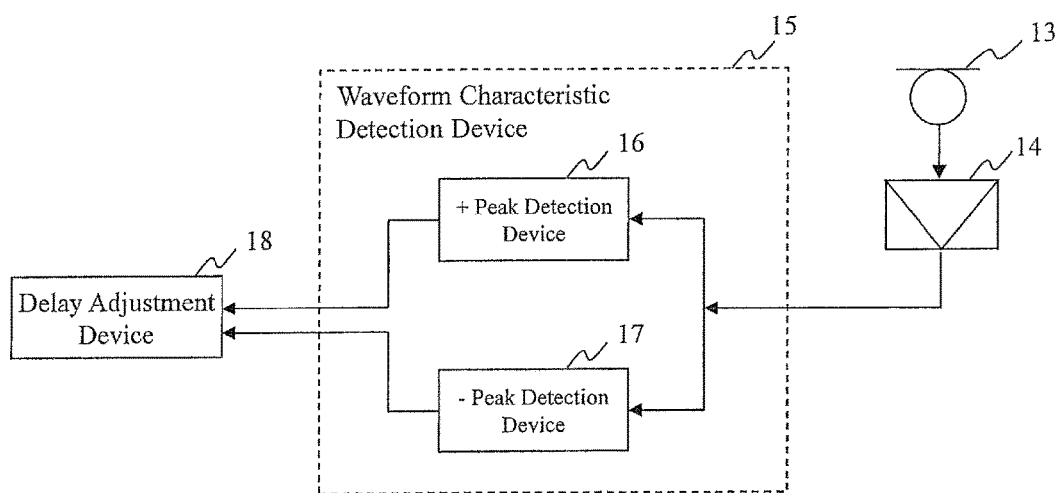 15
13
Waveform Characteristic
Detection Device
16
14
+ Peak Detection
Device
18
Delay Adjustment
Device
17
- Peak Detection
Device